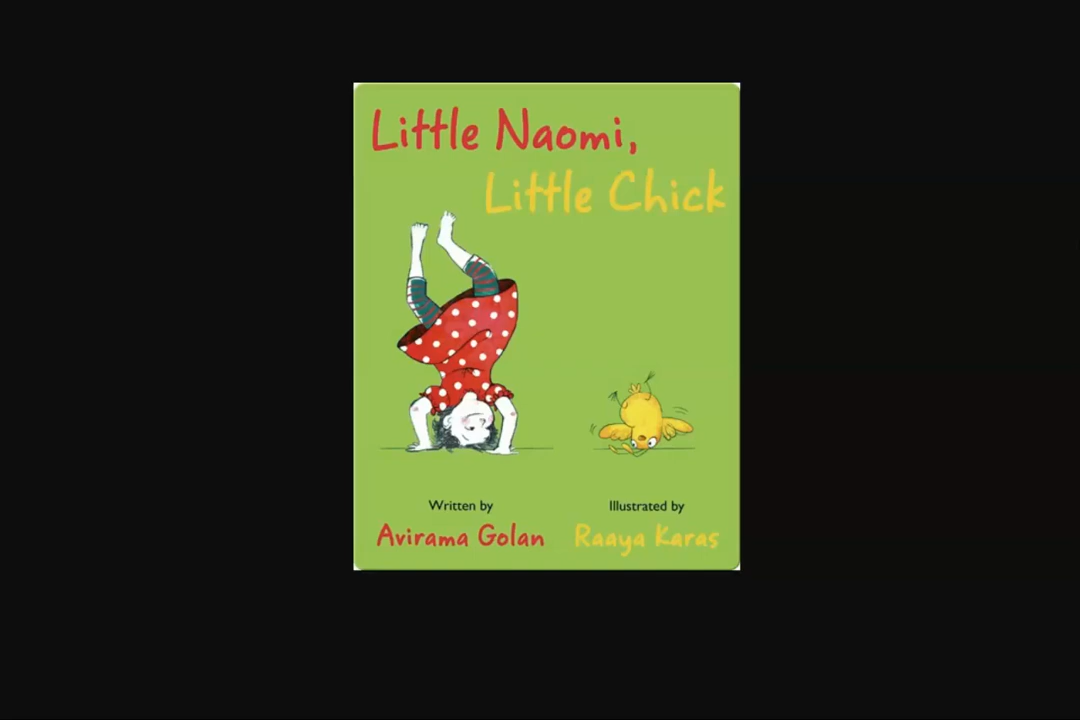 Little Naomi,
Little Chick
Written by
Avirama Golan
Illustrated by
Raaya Karas